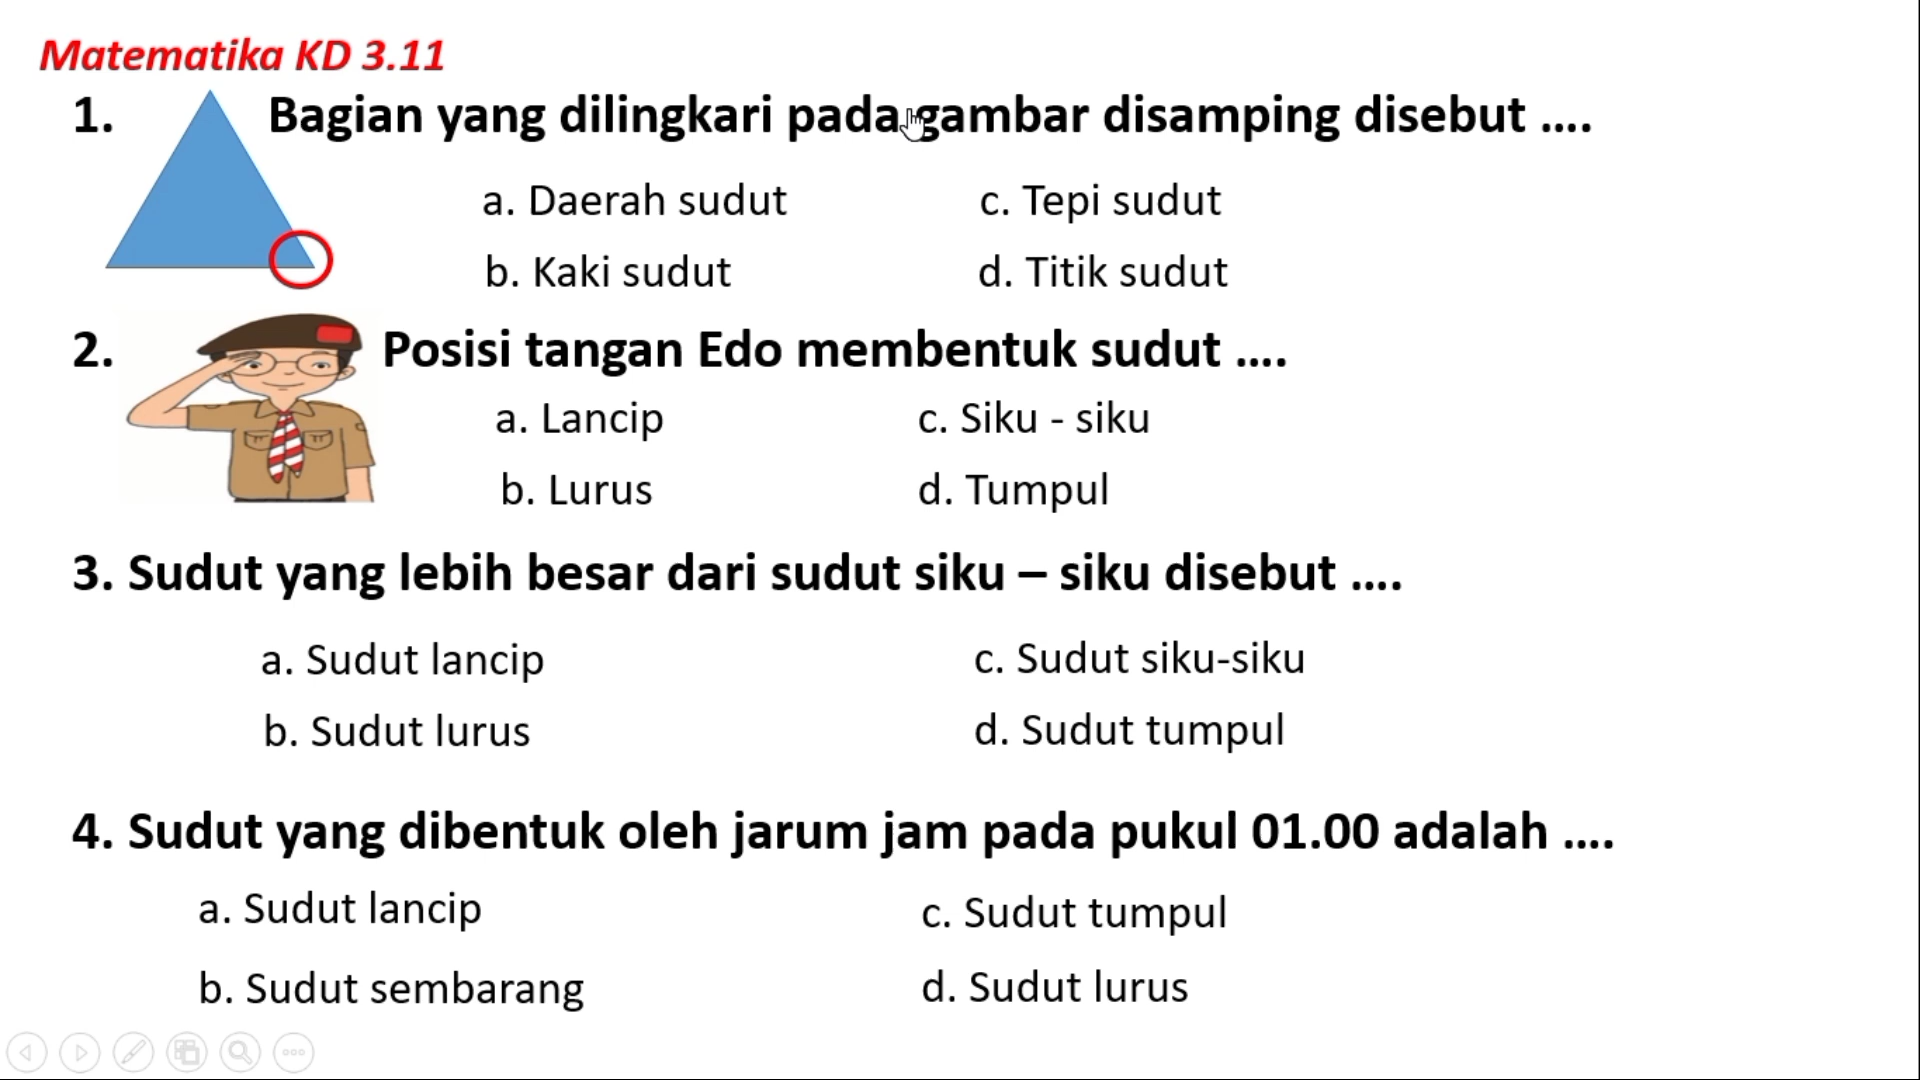 Matematika KD 3.11
1. Bagian yang dilingkari pada gambar disamping disebut ....
a. Daerah sudut c. Tepi sudut
b. Kaki sudut d. Titik sudut
2. Posisi tangan Edo membentuk sudut ....
a. Lancip c. Siku - siku
b. Lurus d. Tumpul
3. Sudut yang lebih besar dari sudut siku – siku disebut ....
a. Sudut lancip c. Sudut siku-siku
b. Sudut lurus d. Sudut tumpul
4. Sudut yang dibentuk oleh jarum jam pada pukul 01.00 adalah ....
a. Sudut lancip c. Sudut tumpul
b. Sudut sembarang d. Sudut lurus